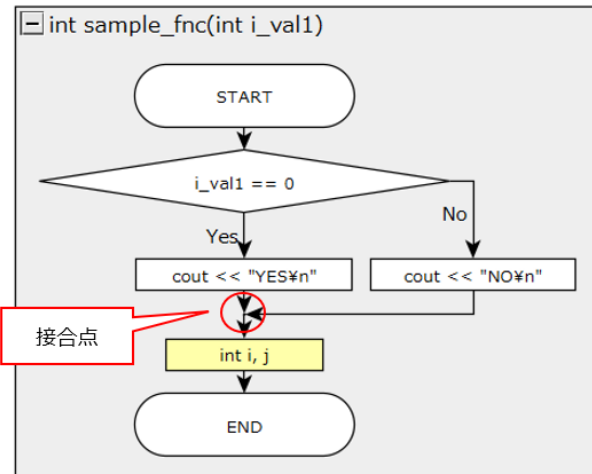 int sample_fnc(int i_val1)
START
i_val1 == 0
No
Yes
cout << "YES¥n"
cout << "NO¥n"
接合点
int i, j
END